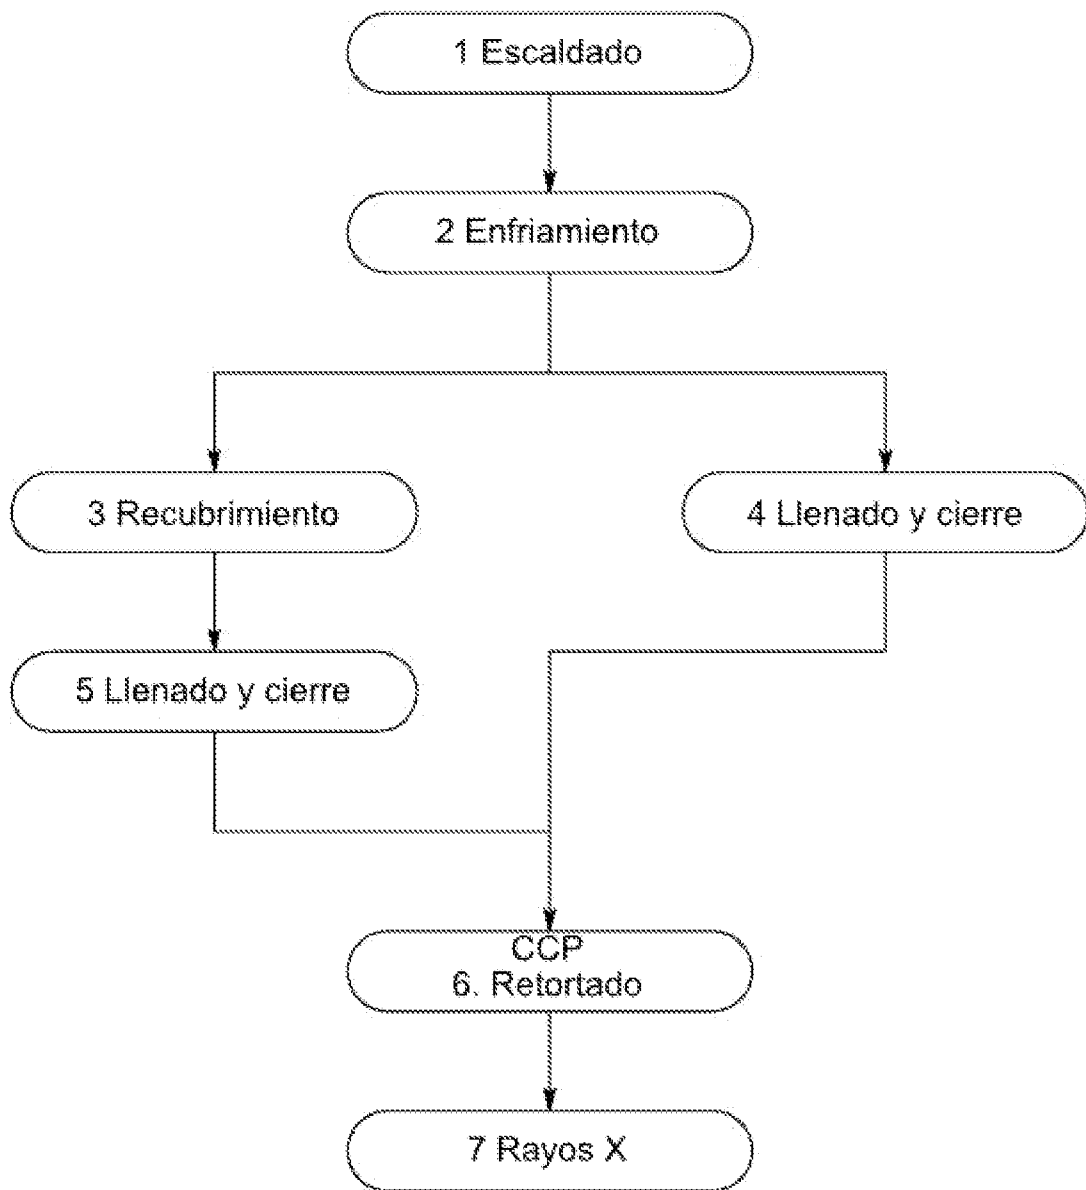 1 Escaldado
2 Enfriamiento
3 Recubrimiento
4 Llenado y cierre
5 Llenado y cierre
CCP
6. Retortado
7 Rayos X